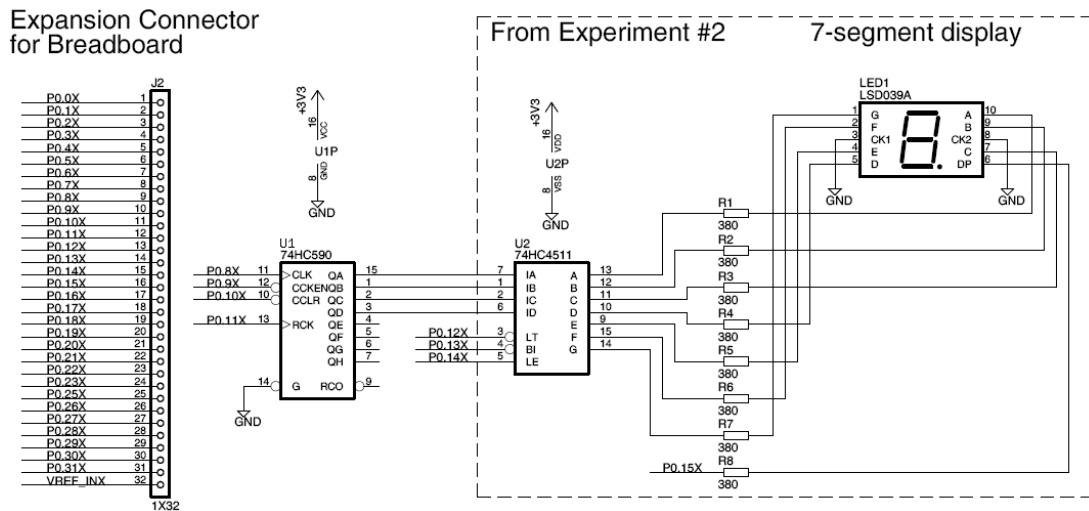 Expansion Connector
for Breadboard
From Experiment #2
7-segment display
J2
P0.0X 1
P0.1X 2
P0.2X 3
P0.3X 4
P0.4X 5
P0.5X 6
P0.6X 7
P0.7X 8
P0.8X 9
P0.9X 10
P0.10X 11
P0.11X 12
P0.12X 13
P0.13X 14
P0.14X 15
P0.15X 16
P0.16X 17
P0.17X 18
P0.18X 19
P0.19X 20
P0.20X 21
P0.21X 22
P0.22X 23
P0.23X 24
P0.25X 25
P0.26X 26
P0.27X 27
P0.28X 28
P0.29X 29
P0.30X 30
P0.31X 31
VREF_INX 32
1X32
+3V3
16 VCC
U1P
8 GND
GND
U1
74HC590
P0.8X 11 CLK QA 15
P0.9X 12 CCKEN QB 1
P0.10X 10 CCLR QC 2
QD 3
P0.11X 13 RCK QE 4
QF 5
QG 6
QH 7
14 G RCO 9
GND
+3V3
16 VDD
U2P
8 VSS
GND
U2
74HC4511
7 IA A 13
1 IB B 12
2 IC C 11
6 ID D 10
E 9
P0.12X 3 LT F 15
P0.13X 4 BI G 14
P0.14X 5 LE
R1
380
R2
380
R3
380
R4
380
R5
380
R6
380
R7
380
P0.15X
R8
380
LED1
LSD039A
1 G A 10
2 F B 9
3 CK1 CK2 8
4 E C 7
5 D DP 6
GND
GND